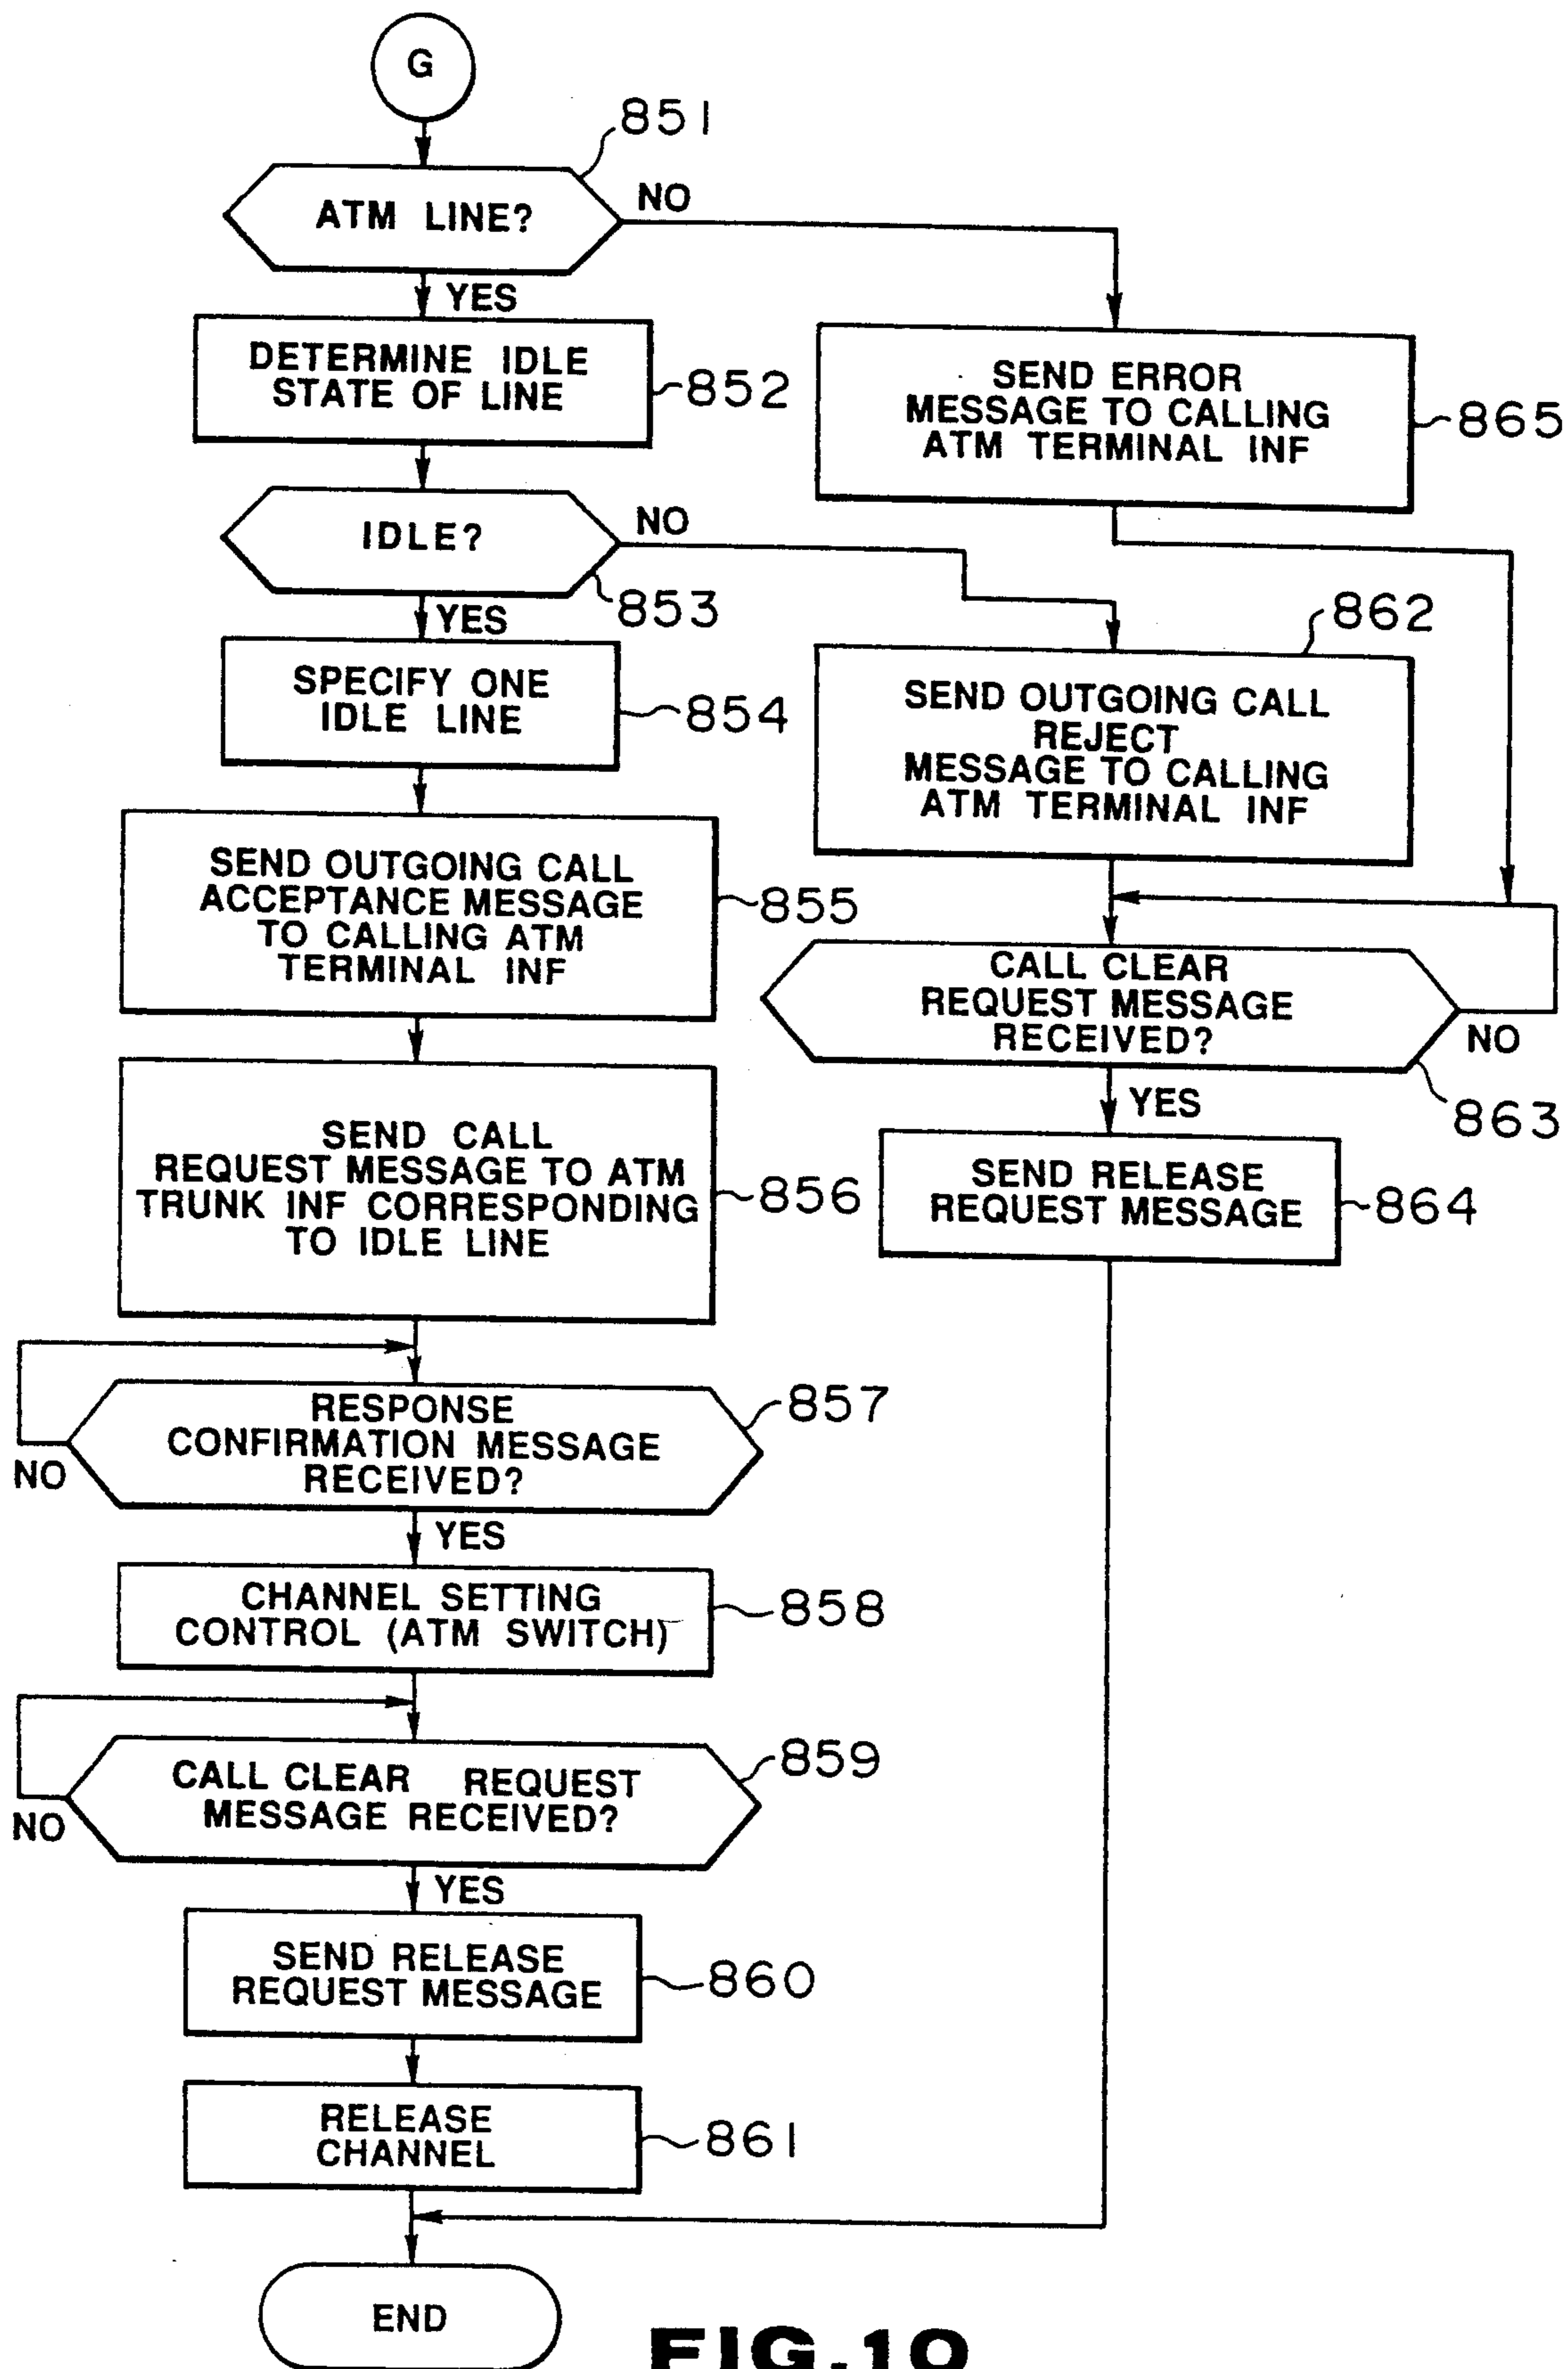 G
851
ATM LINE?
NO
YES
DETERMINE IDLE
STATE OF LINE
852
SEND ERROR
MESSAGE TO CALLING
ATM TERMINAL INF
865
IDLE?
NO
853
YES
SPECIFY ONE
IDLE LINE
854
862
SEND OUTGOING CALL
REJECT
MESSAGE TO CALLING
ATM TERMINAL INF
SEND OUTGOING CALL
ACCEPTANCE MESSAGE
TO CALLING ATM
TERMINAL INF
855
CALL CLEAR
REQUEST MESSAGE
RECEIVED?
NO
863
YES
SEND RELEASE
REQUEST MESSAGE
864
SEND CALL
REQUEST MESSAGE TO ATM
TRUNK INF CORRESPONDING
TO IDLE LINE
856
RESPONSE
CONFIRMATION MESSAGE
RECEIVED?
857
NO
YES
CHANNEL SETTING
CONTROL (ATM SWITCH)
858
CALL CLEAR REQUEST
MESSAGE RECEIVED?
859
NO
YES
SEND RELEASE
REQUEST MESSAGE
860
RELEASE
CHANNEL
861
END
FIG.10